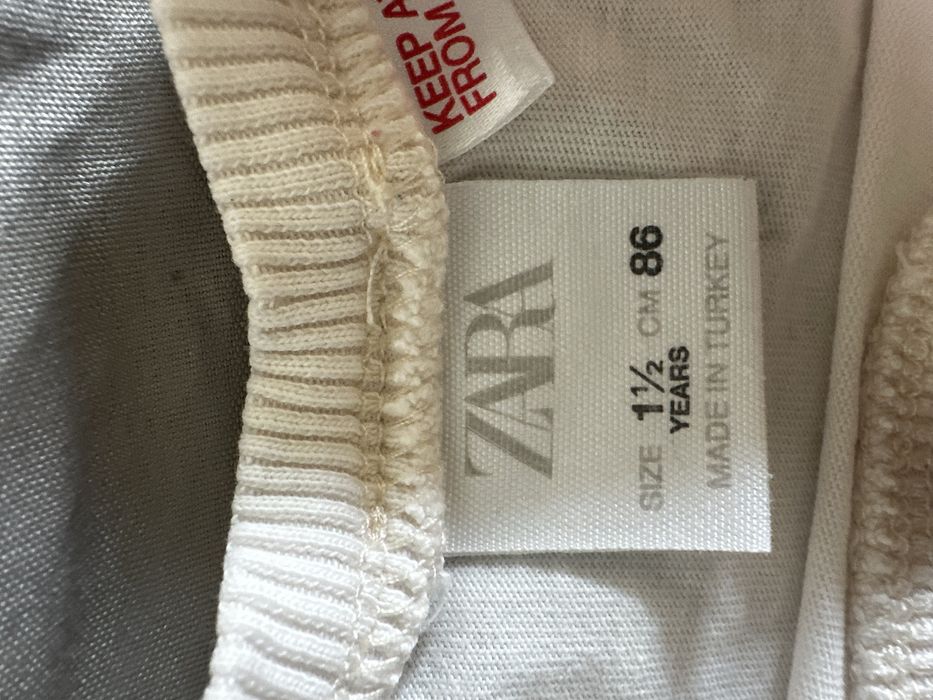 KEEP A
FROM
ZARA
SIZE 1½ CM 86
YEARS
MADE IN TURKEY